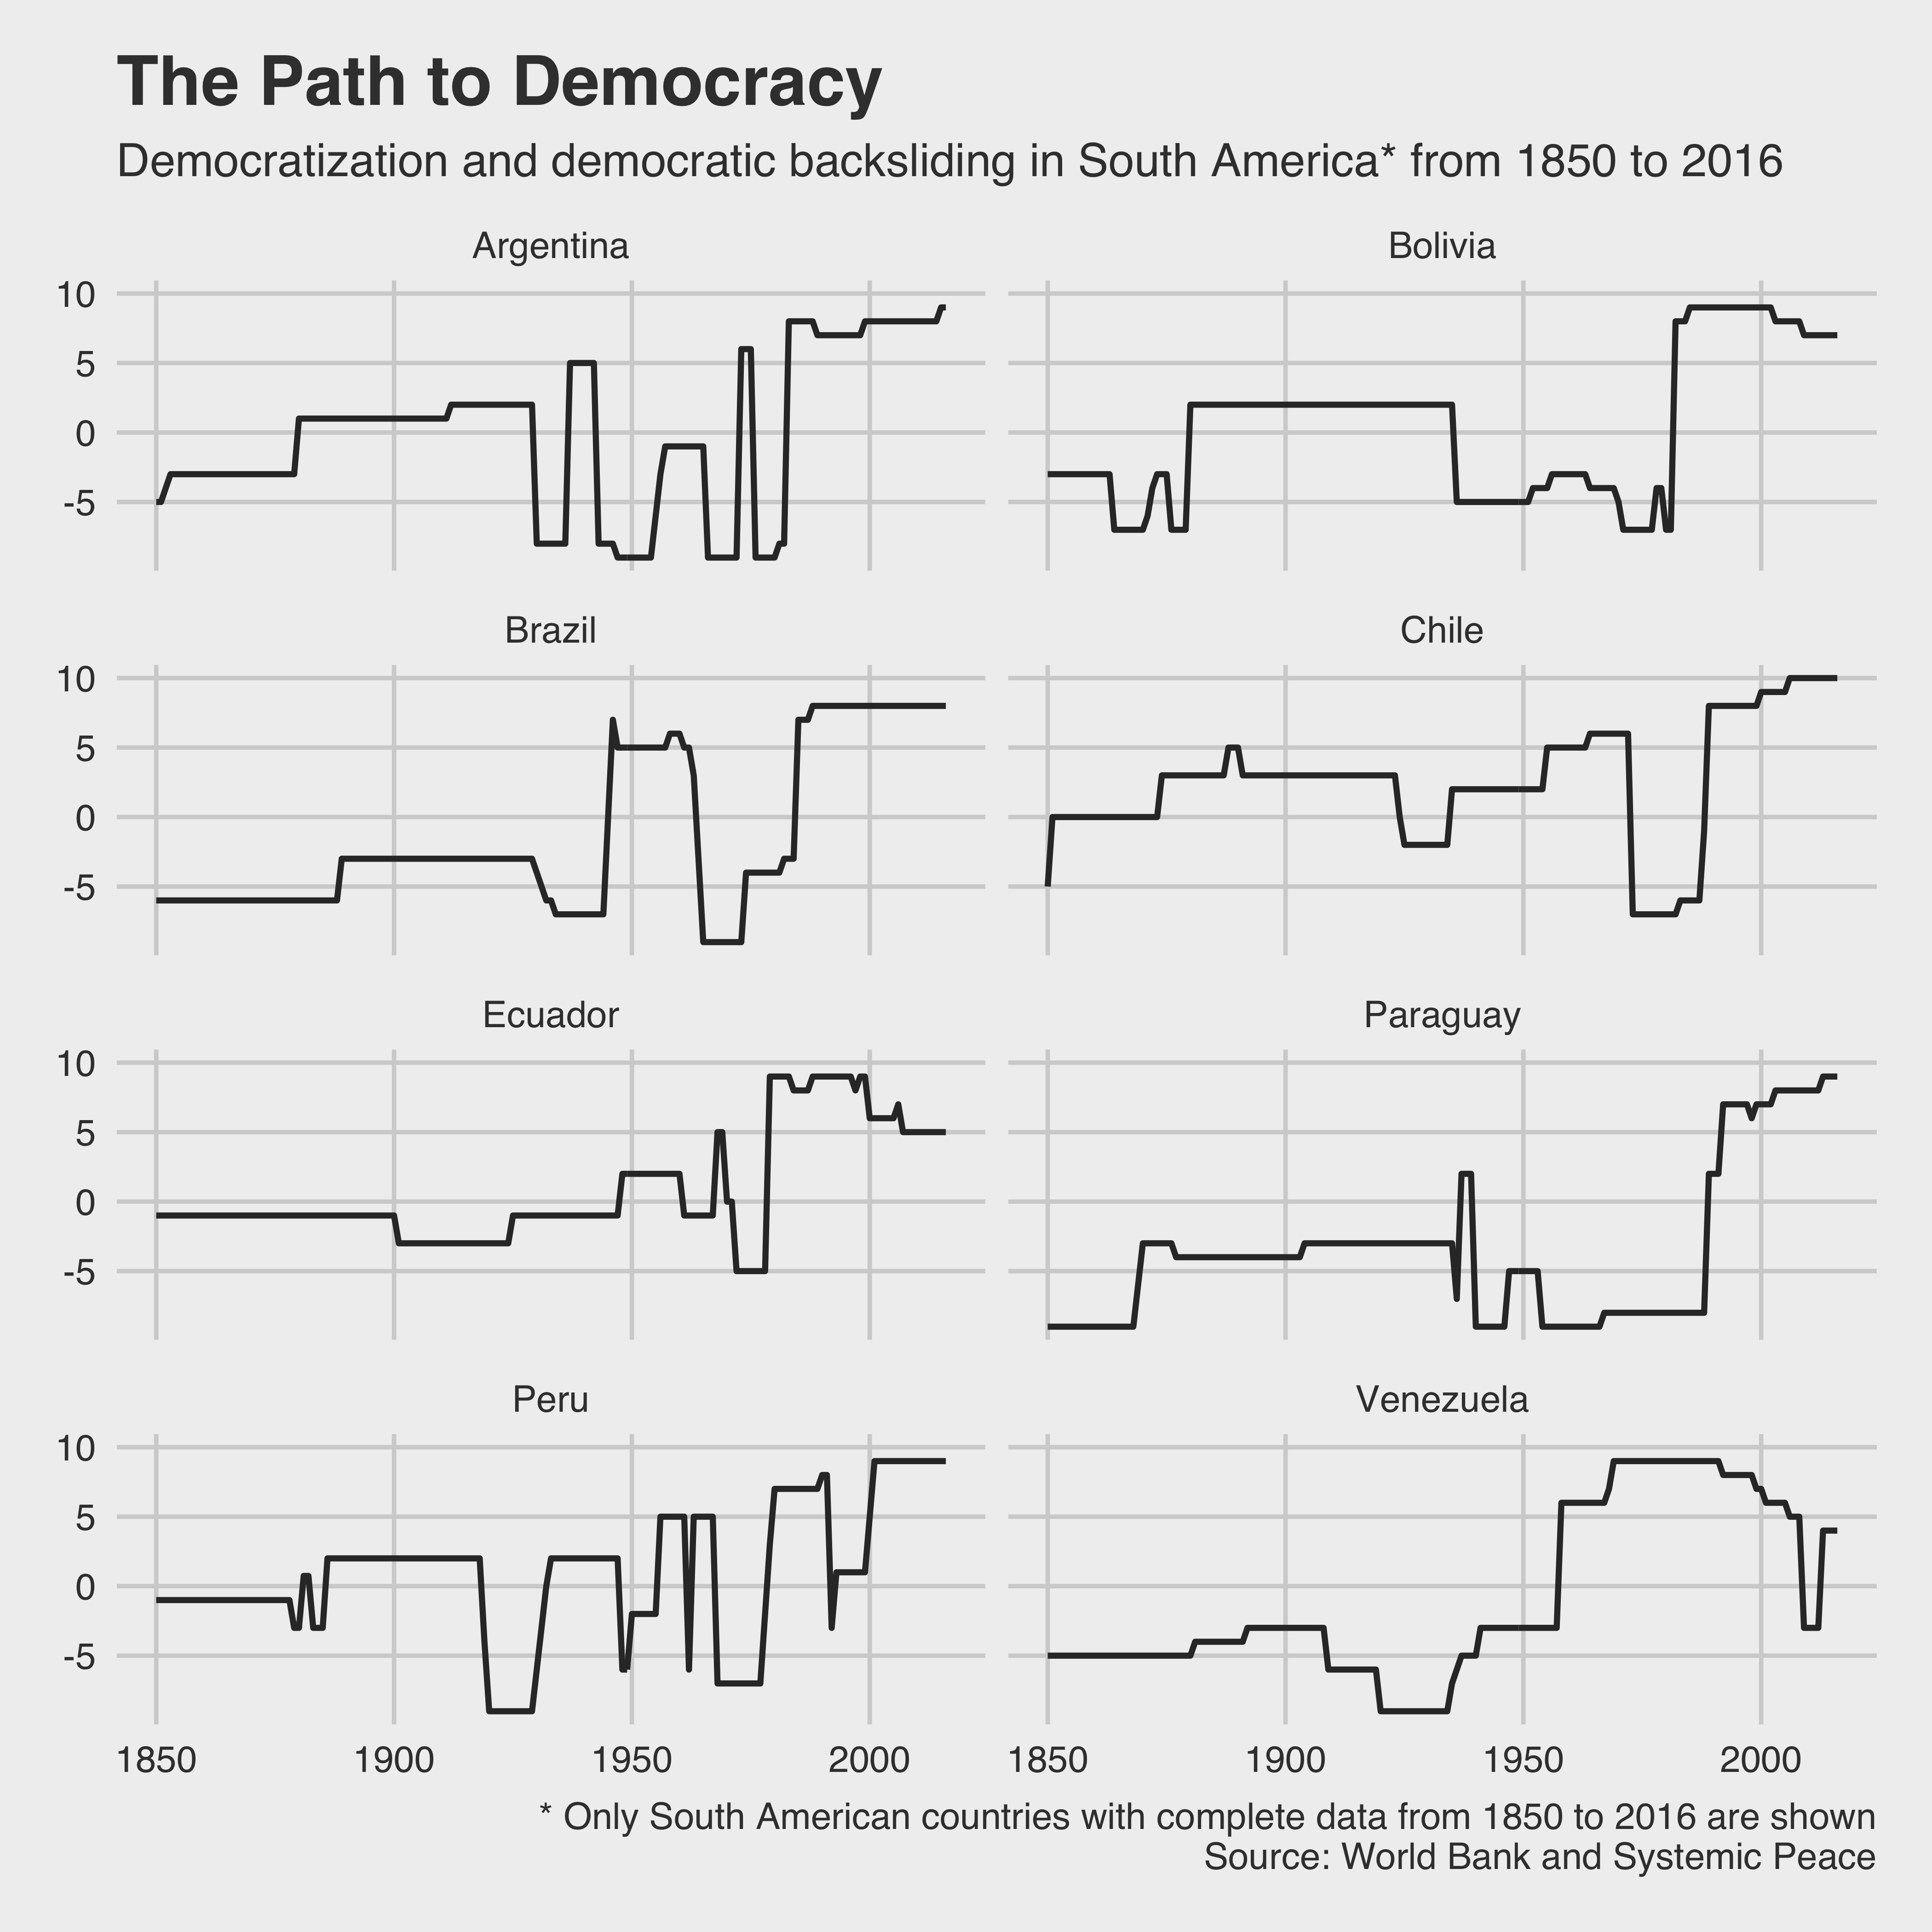 The Path to Democracy
Democratization and democratic backsliding in South America* from 1850 to 2016
Argentina
Bolivia
10
5
0
-5
Brazil
Chile
10
5
0
-5
Ecuador
Paraguay
10
5
0
-5
Peru
Venezuela
10
5
0
-5
1850 1900 1950 2000 1850 1900 1950 2000
* Only South American countries with complete data from 1850 to 2016 are shown
Source: World Bank and Systemic Peace